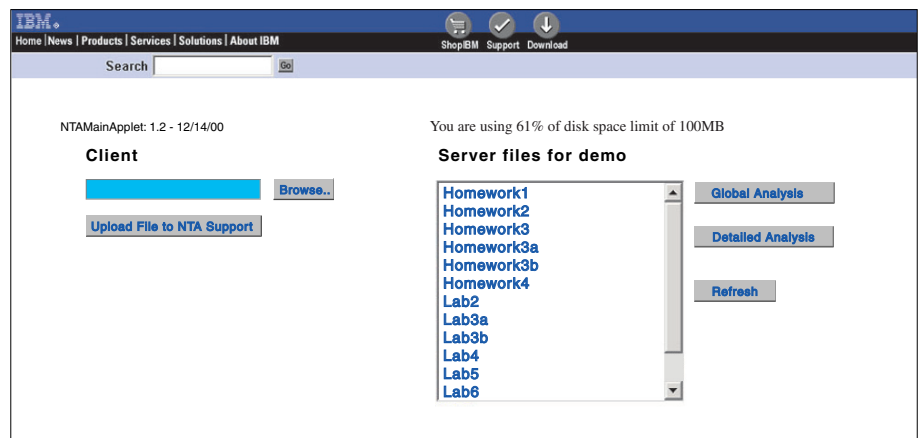 IBM®
Home | News | Products | Services | Solutions | About IBM
ShopIBM Support Download
Search Go
NTAMainApplet: 1.2 - 12/14/00
You are using 61% of disk space limit of 100MB
Client
Server files for demo
Browse..
Upload File to NTA Support
Homework1
Homework2
Homework3
Homework3a
Homework3b
Homework4
Lab2
Lab3a
Lab3b
Lab4
Lab5
Lab6
Global Analysis
Detailed Analysis
Refresh